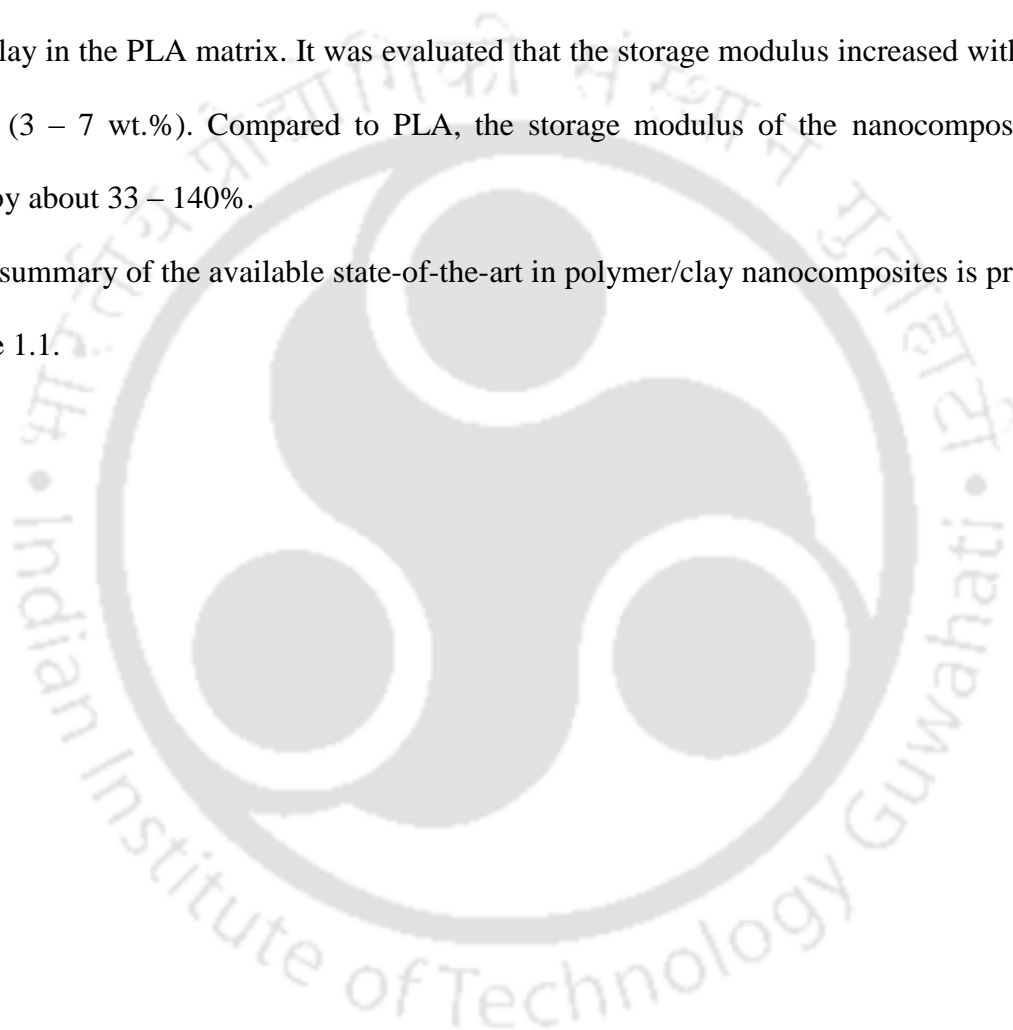 lay in the PLA matrix. It was evaluated that the storage modulus increased with
(3 – 7 wt.%). Compared to PLA, the storage modulus of the nanocompos
by about 33 – 140%.
summary of the available state-of-the-art in polymer/clay nanocomposites is pr
e 1.1.
भारतीय प्रौद्योगिकी संस्थान गुवाहाटी
Indian Institute of Technology Guwahati